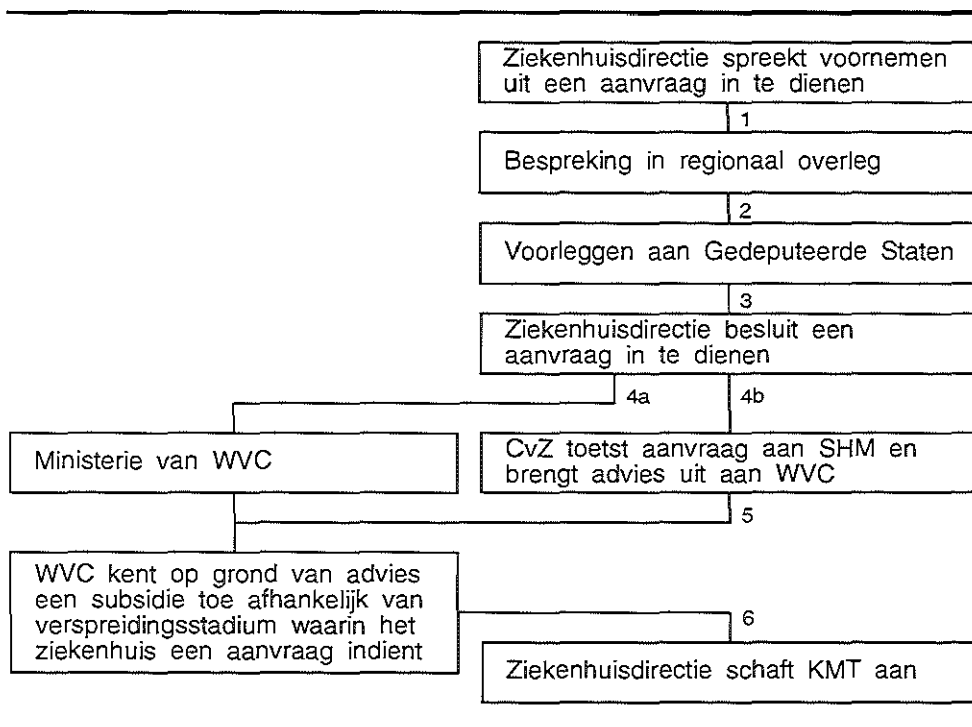 Ziekenhuisdirectie spreekt voornemen
uit een aanvraag in te dienen
1
Bespreking in regionaal overleg
2
Voorleggen aan Gedeputeerde Staten
3
Ziekenhuisdirectie besluit een
aanvraag in te dienen
4a
4b
Ministerie van WVC
CvZ toetst aanvraag aan SHM en
brengt advies uit aan WVC
5
WVC kent op grond van advies
een subsidie toe afhankelijk van
verspreidingsstadium waarin het
ziekenhuis een aanvraag indient
6
Ziekenhuisdirectie schaft KMT aan